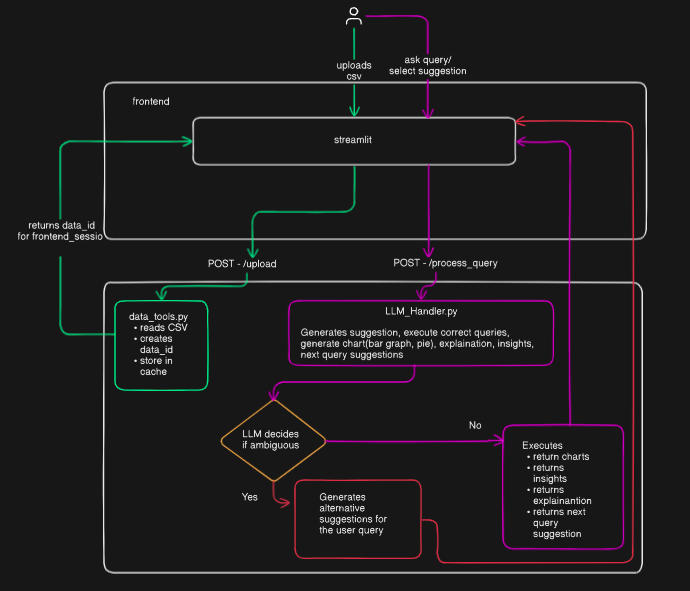 uploads
csv
ask query/
select suggestion
frontend
streamlit
returns data_id
for frontend_sessio
POST - /upload
POST - /process_query
data_tools.py
• reads CSV
• creates
data_id
• store in
cache
LLM_Handler.py
Generates suggestion, execute correct queries,
generate chart(bar graph, pie), explaination, insights,
next query suggestions
LLM decides
if ambiguous
No
Executes
• return charts
• returns
insights
• returns
explainantion
• returns next
query
suggestion
Yes
Generates
alternative
suggestions for
the user query